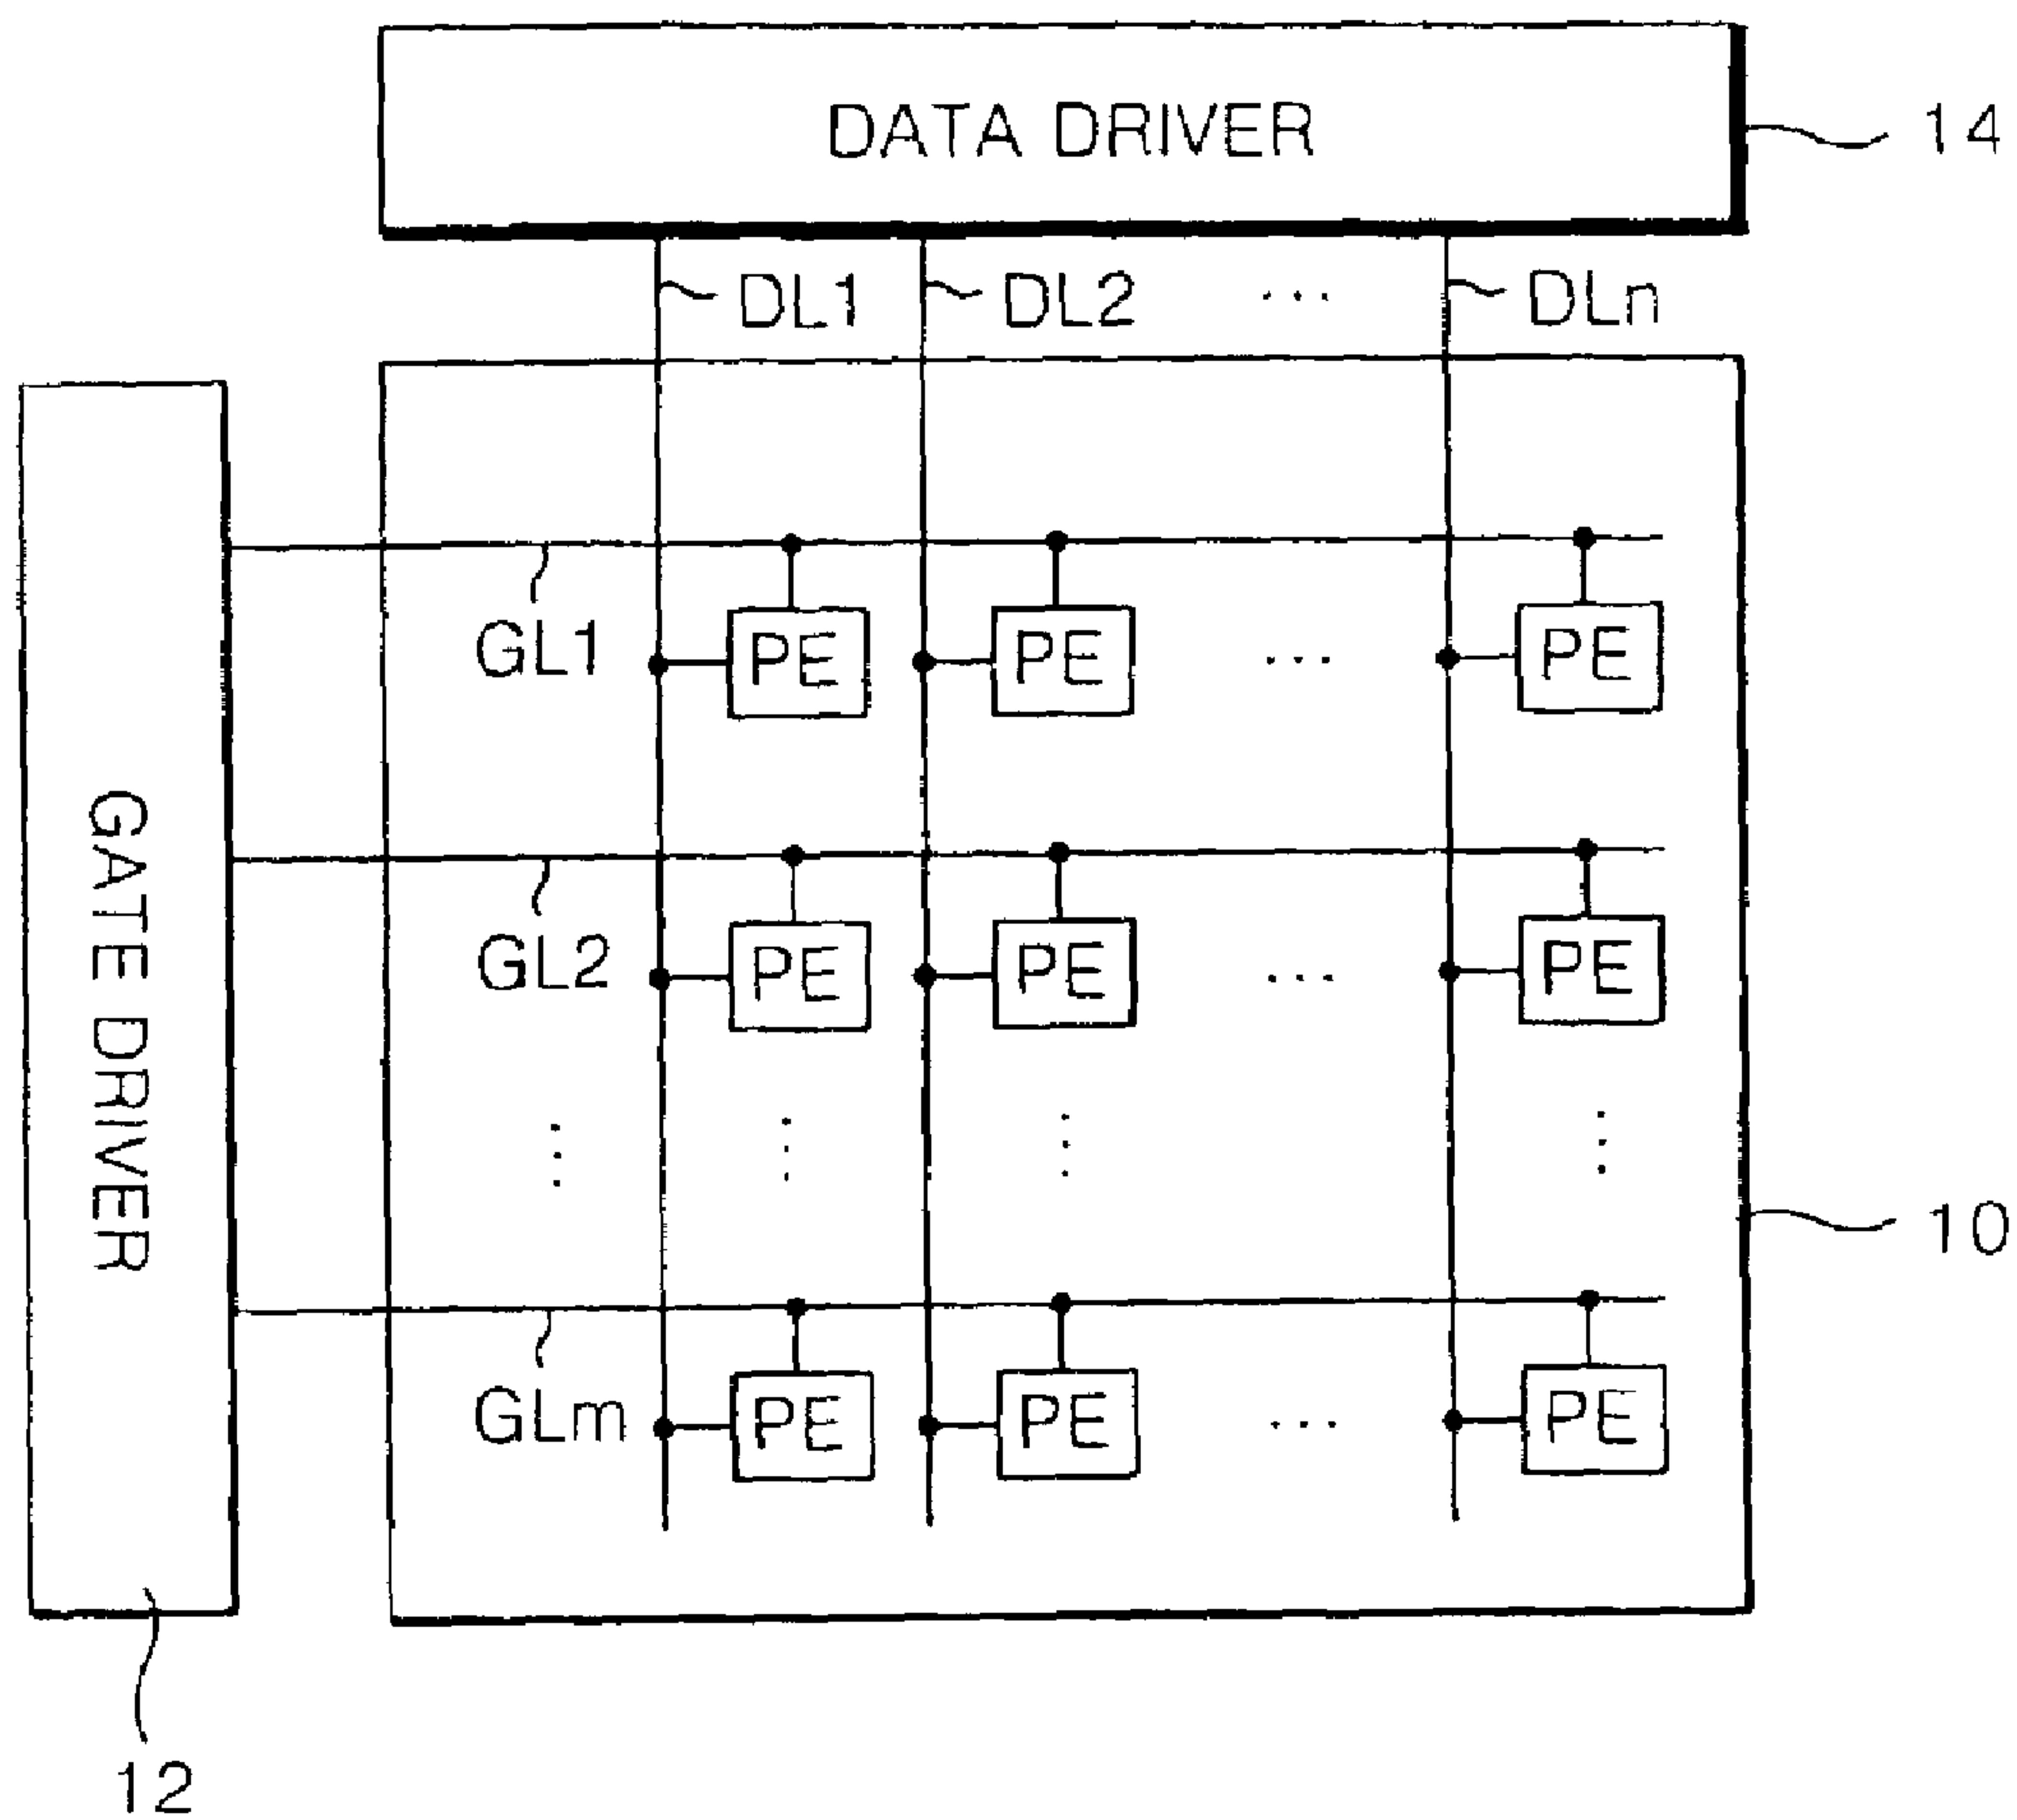 DATA DRIVER
14
DL1 DL2 ... DLn
GL1 PE PE ... PE
GATE DRIVER
GL2 PE PE ... PE
10
GLm PE PE ... PE
12